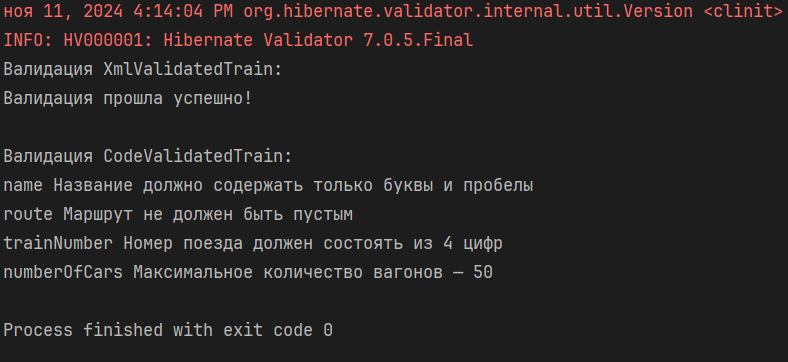 ноя 11, 2024 4:14:04 PM org.hibernate.validator.internal.util.Version <clinit>
INFO: HV000001: Hibernate Validator 7.0.5.Final
Валидация XmlValidatedTrain:
Валидация прошла успешно!
Валидация CodeValidatedTrain:
name Название должно содержать только буквы и пробелы
route Маршрут не должен быть пустым
trainNumber Номер поезда должен состоять из 4 цифр
numberOfCars Максимальное количество вагонов — 50
Process finished with exit code 0